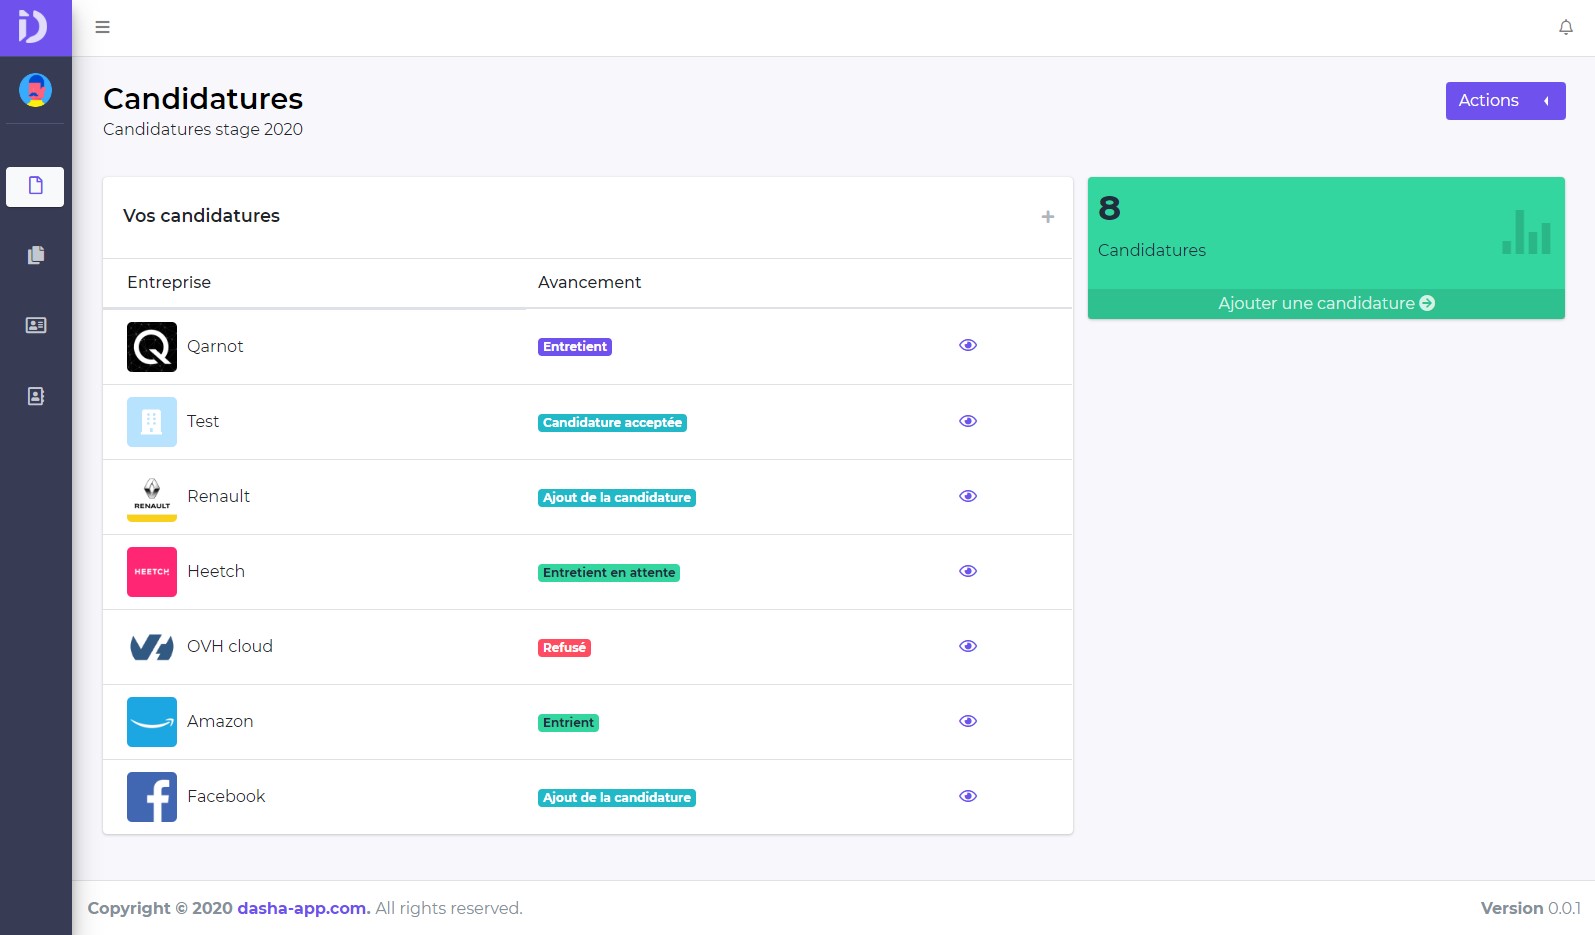 Candidatures
Candidatures stage 2020
Actions
Vos candidatures
Entreprise Avancement
Qarnot Entretient
Test Candidature acceptée
RENAULT Renault Ajout de la candidature
HEETCH Heetch Entretient en attente
OVH cloud Refusé
Amazon Entrient
Facebook Ajout de la candidature
8
Candidatures
Ajouter une candidature
Copyright © 2020 dasha-app.com. All rights reserved.
Version 0.0.1